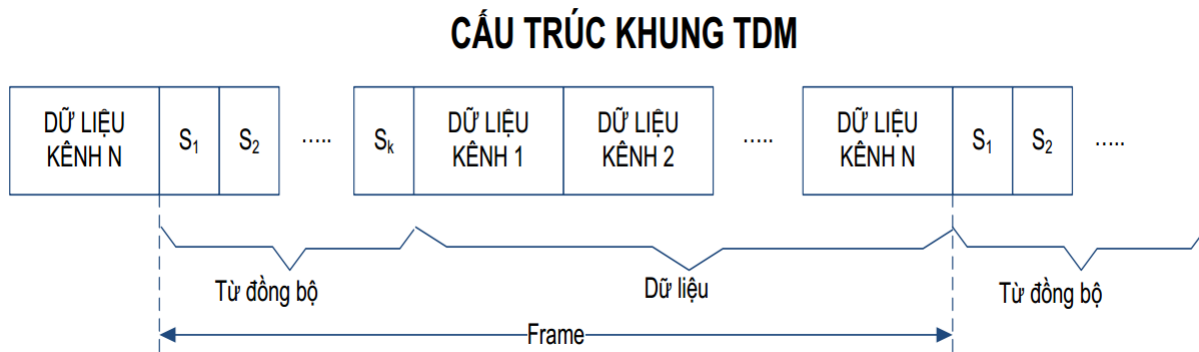 CẤU TRÚC KHUNG TDM
DỮ LIỆU
KÊNH N
S₁
S₂
.....
Sₖ
DỮ LIỆU
KÊNH 1
DỮ LIỆU
KÊNH 2
.....
DỮ LIỆU
KÊNH N
S₁
S₂
.....
Từ đồng bộ
Dữ liệu
Từ đồng bộ
Frame